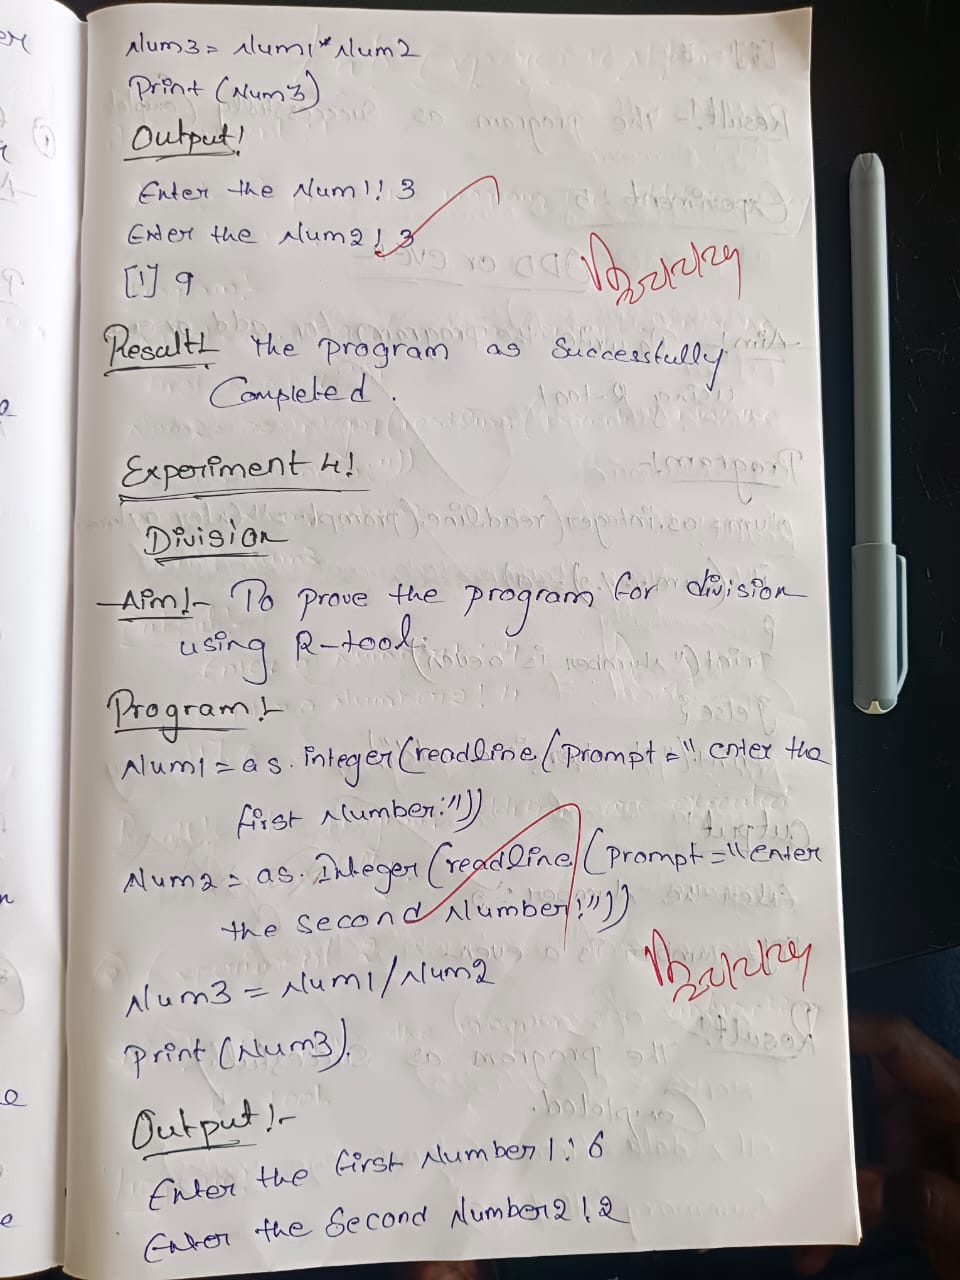 Num3 = Num1*Num2
Print (Num3)
Output!
Enter the Num1! 3
Enter the Num2! 3
[1] 9
Result! the program as Successfully
Completed.
Experiment 4!
Division
Aim!- To prove the program for division
using R-tool.
Program!-
Num1 = as.integer(readline(prompt = "enter the
first Number:"))
Num2 = as.Integer(readline(prompt = "enter
the second Number!"))
Num3 = Num1/Num2
print (Num3).
Output!-
Enter the first Number1: 6
Enter the Second Number2! 2